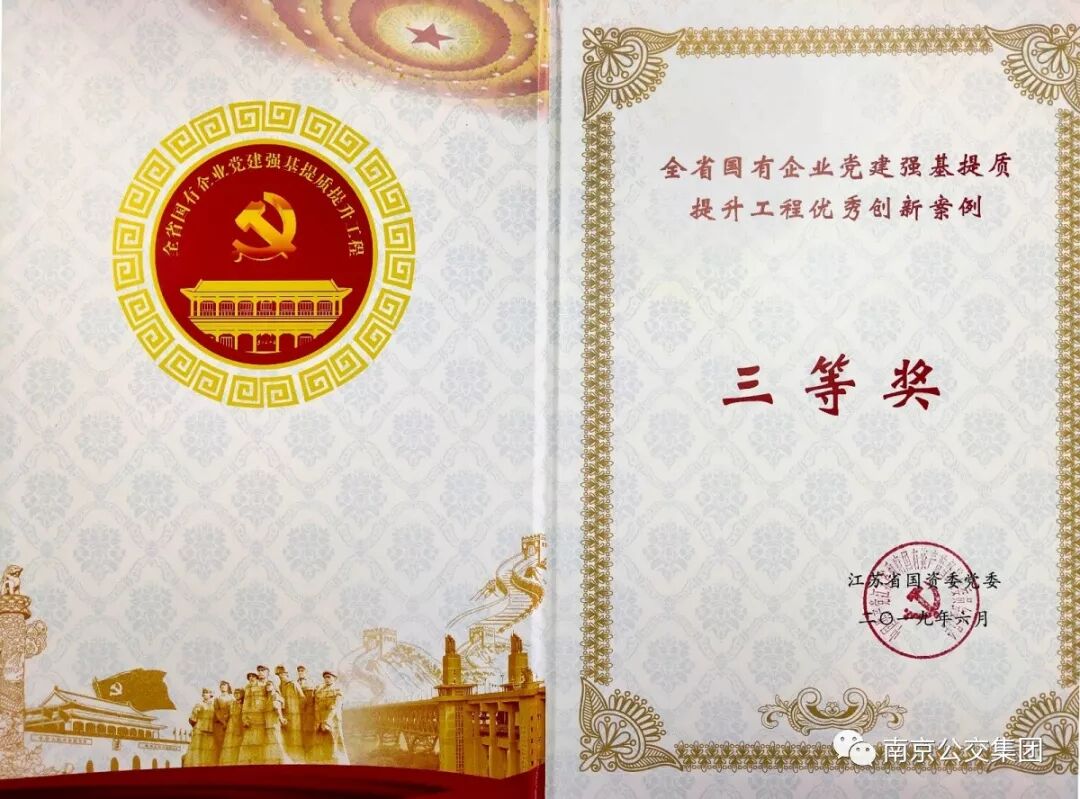 全省国有企业党建强基提质提升工程
全省国有企业党建强基提质
提升工程优秀创新案例
三等奖
江苏省国资委党委
二〇一九年六月
南京公交集团